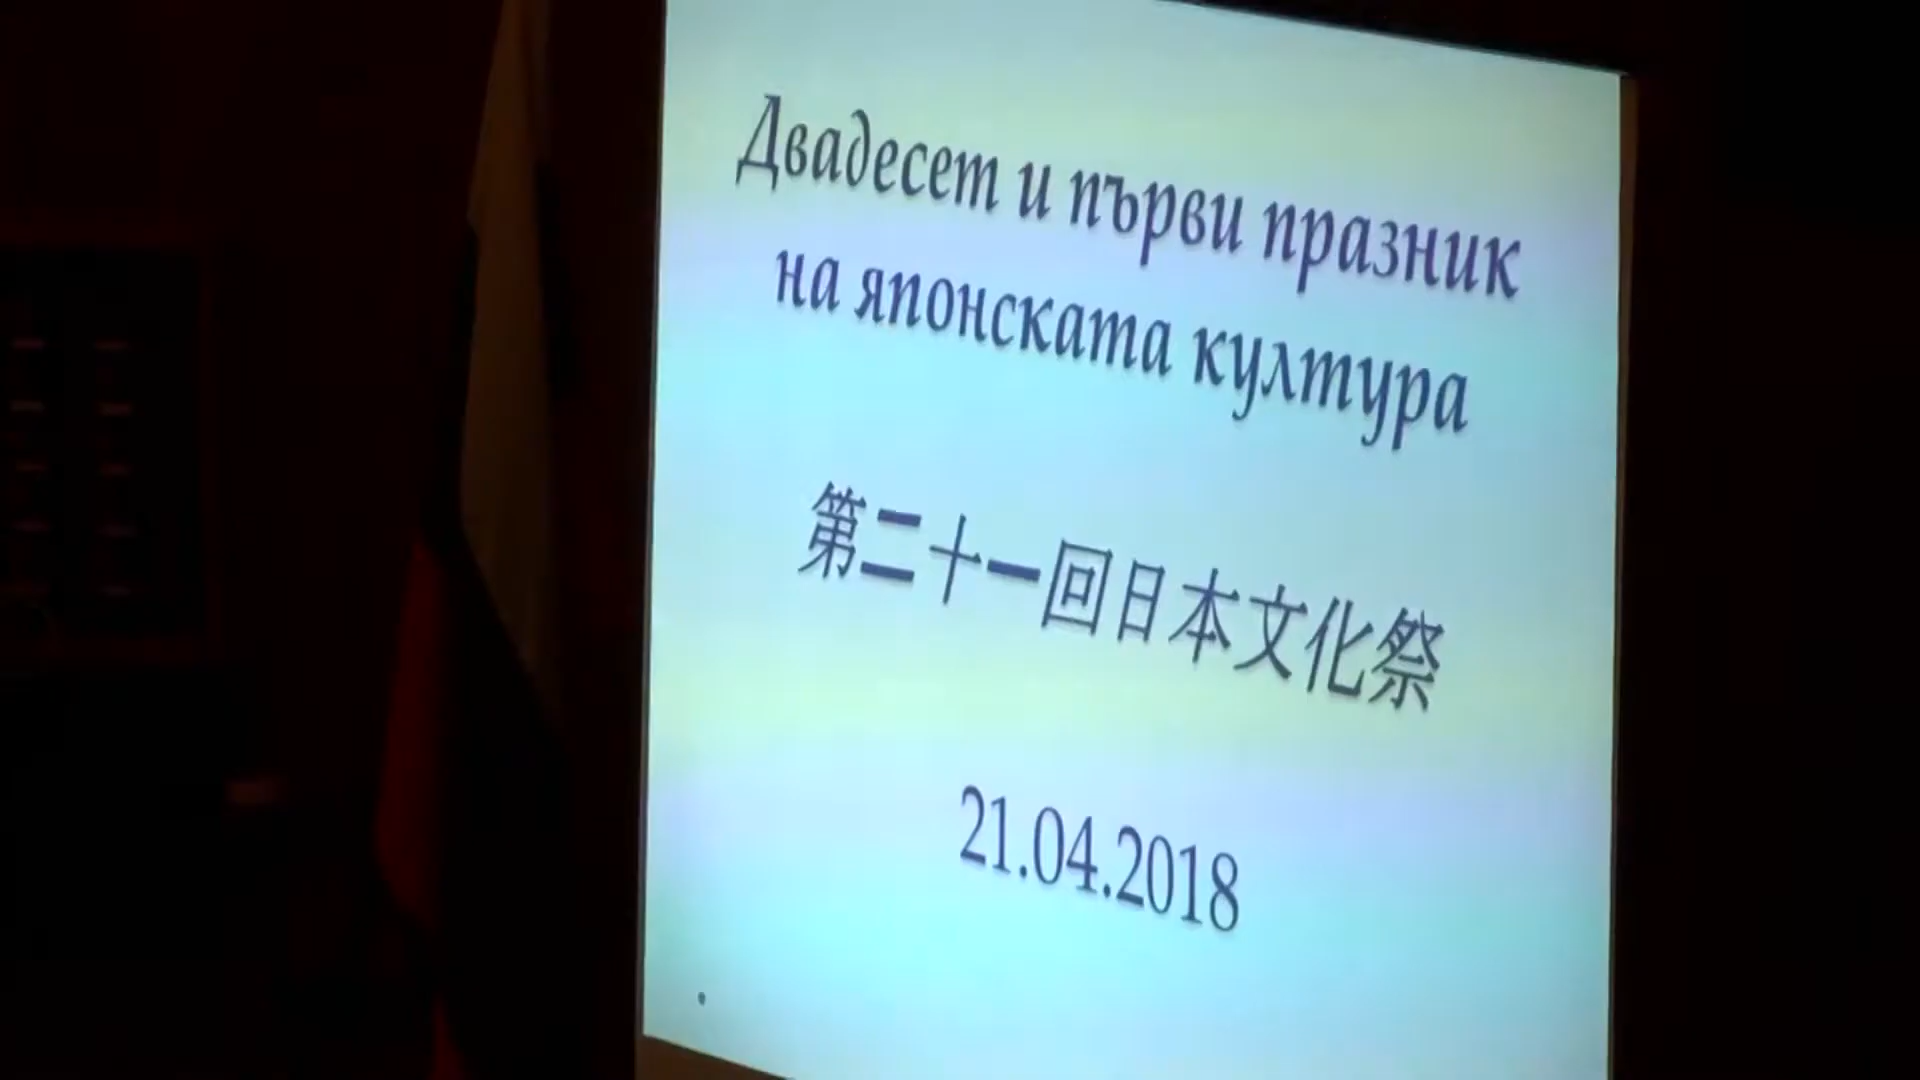 Двадесет и първи празник
на японската култура
第二十一回日本文化祭
21.04.2018